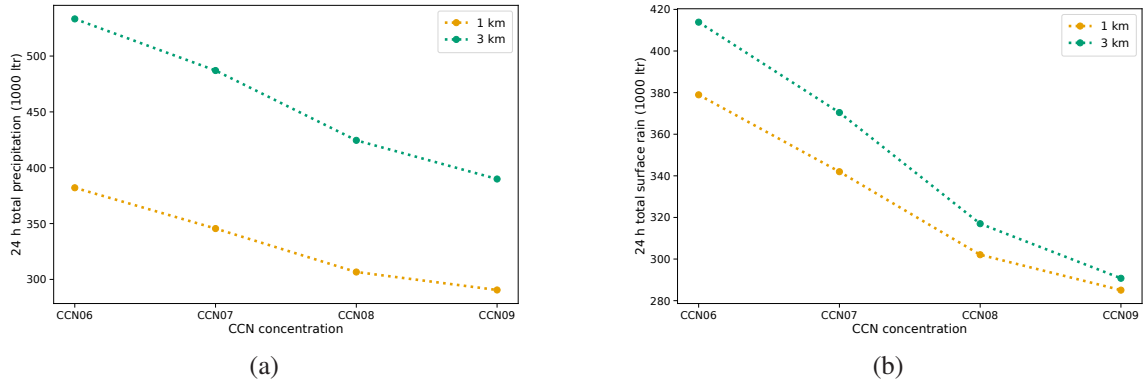 24 h total precipitation (1000 ltr)
500
450
400
350
300
1 km
3 km
CCN06
CCN07
CCN08
CCN09
CCN concentration
(a)
24 h total surface rain (1000 ltr)
420
400
380
360
340
320
300
280
1 km
3 km
CCN06
CCN07
CCN08
CCN09
CCN concentration
(b)